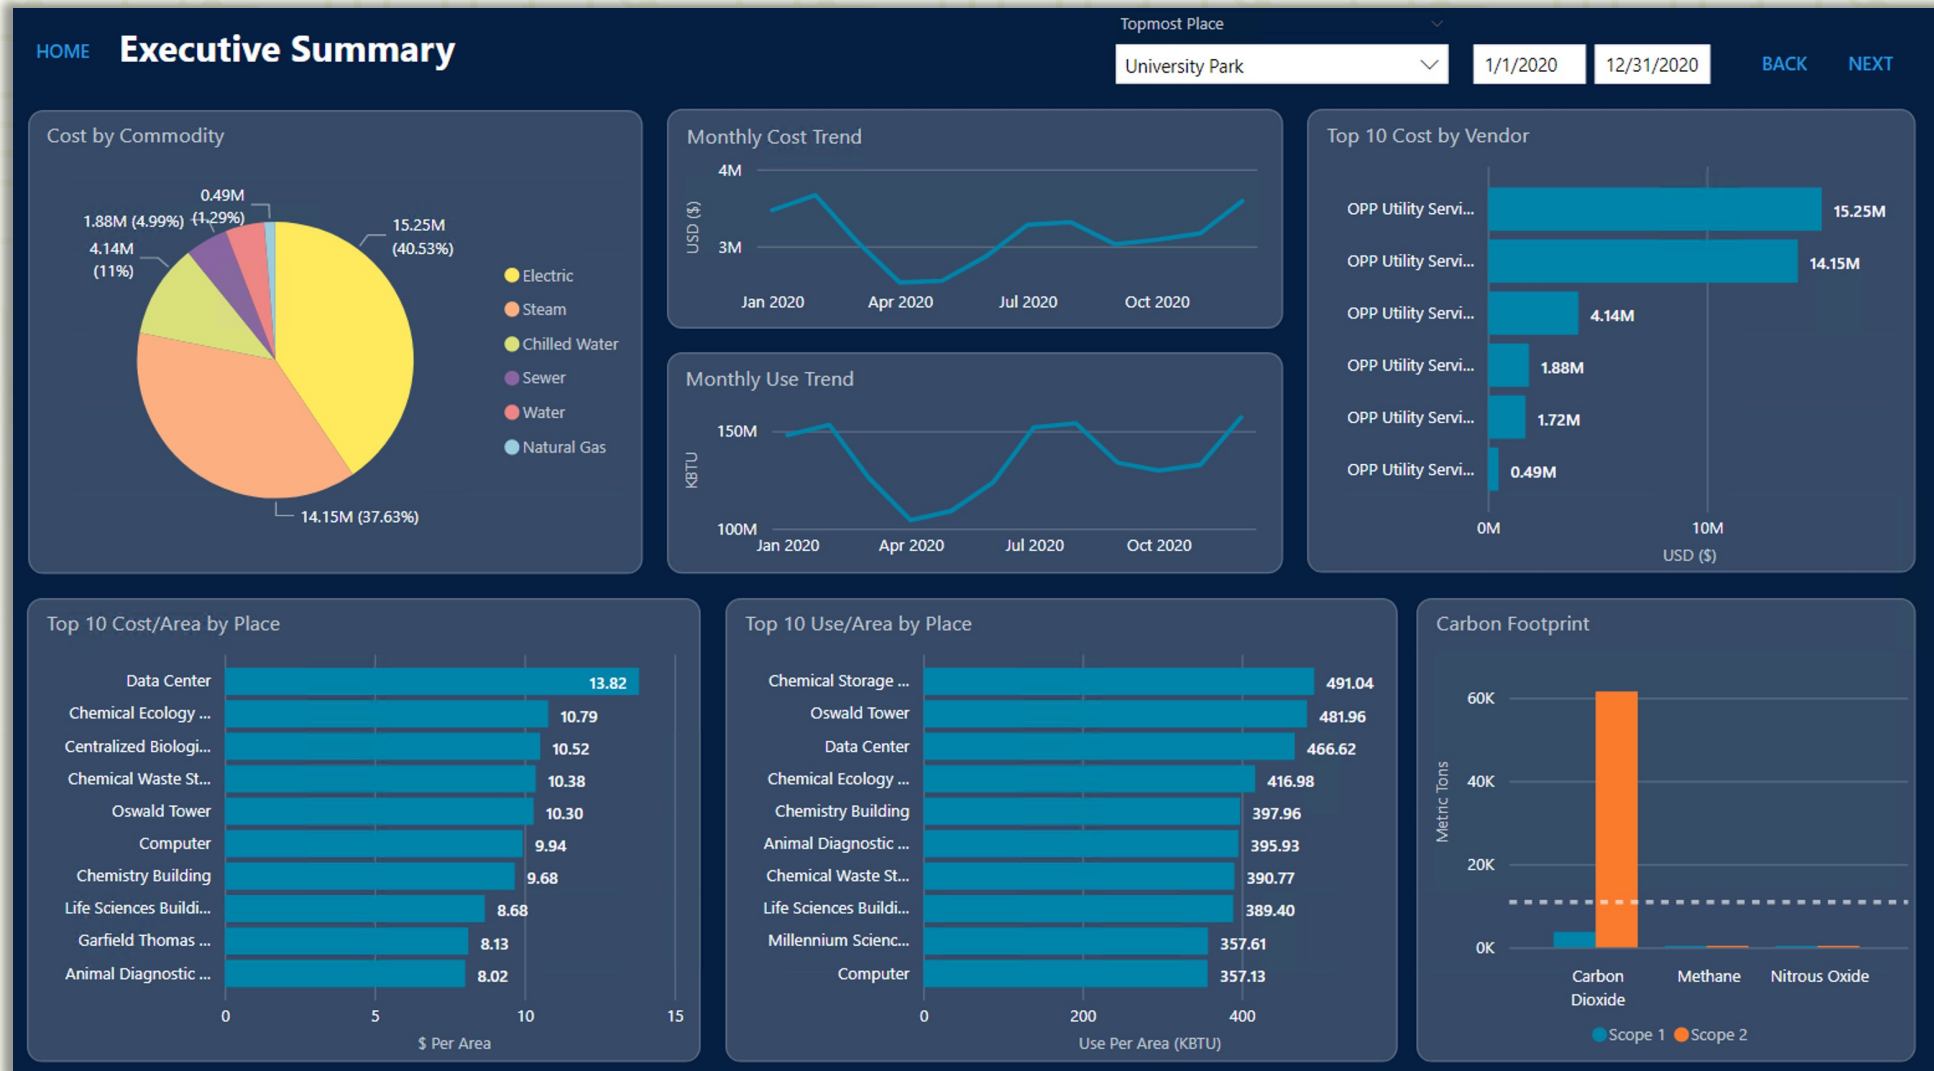 HOME
Executive Summary
Topmost Place
University Park
1/1/2020
12/31/2020
BACK
NEXT
Cost by Commodity
0.49M
(1.29%)
1.88M (4.99%)
4.14M
(11%)
15.25M
(40.53%)
14.15M (37.63%)
Electric
Steam
Chilled Water
Sewer
Water
Natural Gas
Monthly Cost Trend
USD ($)
4M
3M
Jan 2020
Apr 2020
Jul 2020
Oct 2020
Monthly Use Trend
KBTU
150M
100M
Jan 2020
Apr 2020
Jul 2020
Oct 2020
Top 10 Cost by Vendor
OPP Utility Servi... 15.25M
OPP Utility Servi... 14.15M
OPP Utility Servi... 4.14M
OPP Utility Servi... 1.88M
OPP Utility Servi... 1.72M
OPP Utility Servi... 0.49M
0M 10M
USD ($)
Top 10 Cost/Area by Place
Data Center 13.82
Chemical Ecology ... 10.79
Centralized Biologi... 10.52
Chemical Waste St... 10.38
Oswald Tower 10.30
Computer 9.94
Chemistry Building 9.68
Life Sciences Buildi... 8.68
Garfield Thomas ... 8.13
Animal Diagnostic ... 8.02
0 5 10 15
$ Per Area
Top 10 Use/Area by Place
Chemical Storage ... 491.04
Oswald Tower 481.96
Data Center 466.62
Chemical Ecology ... 416.98
Chemistry Building 397.96
Animal Diagnostic ... 395.93
Chemical Waste St... 390.77
Life Sciences Buildi... 389.40
Millennium Scienc... 357.61
Computer 357.13
0 200 400
Use Per Area (KBTU)
Carbon Footprint
Metric Tons
60K
40K
20K
0K
Carbon
Dioxide
Methane
Nitrous Oxide
Scope 1 Scope 2